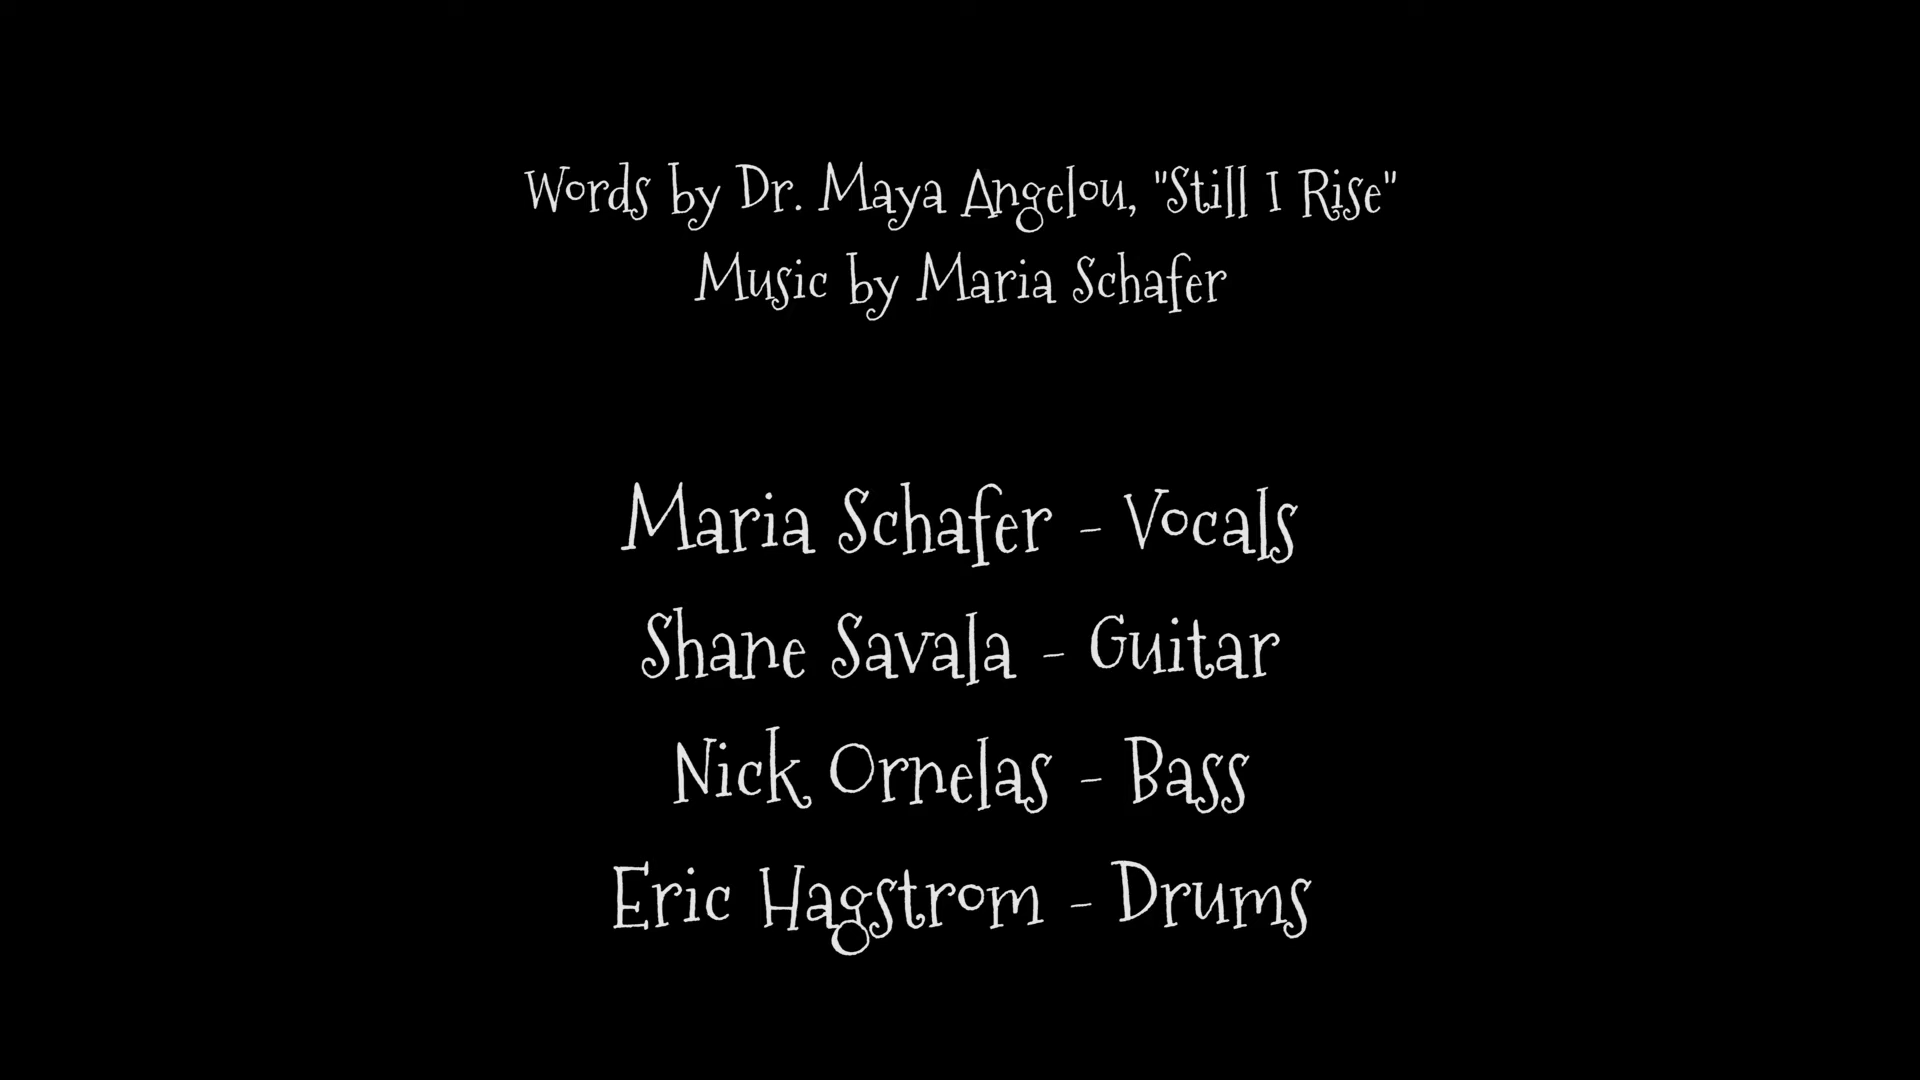 Words by Dr. Maya Angelou, "Still I Rise"
Music by Maria Schafer
Maria Schafer - Vocals
Shane Savala - Guitar
Nick Ornelas - Bass
Eric Hagstrom - Drums